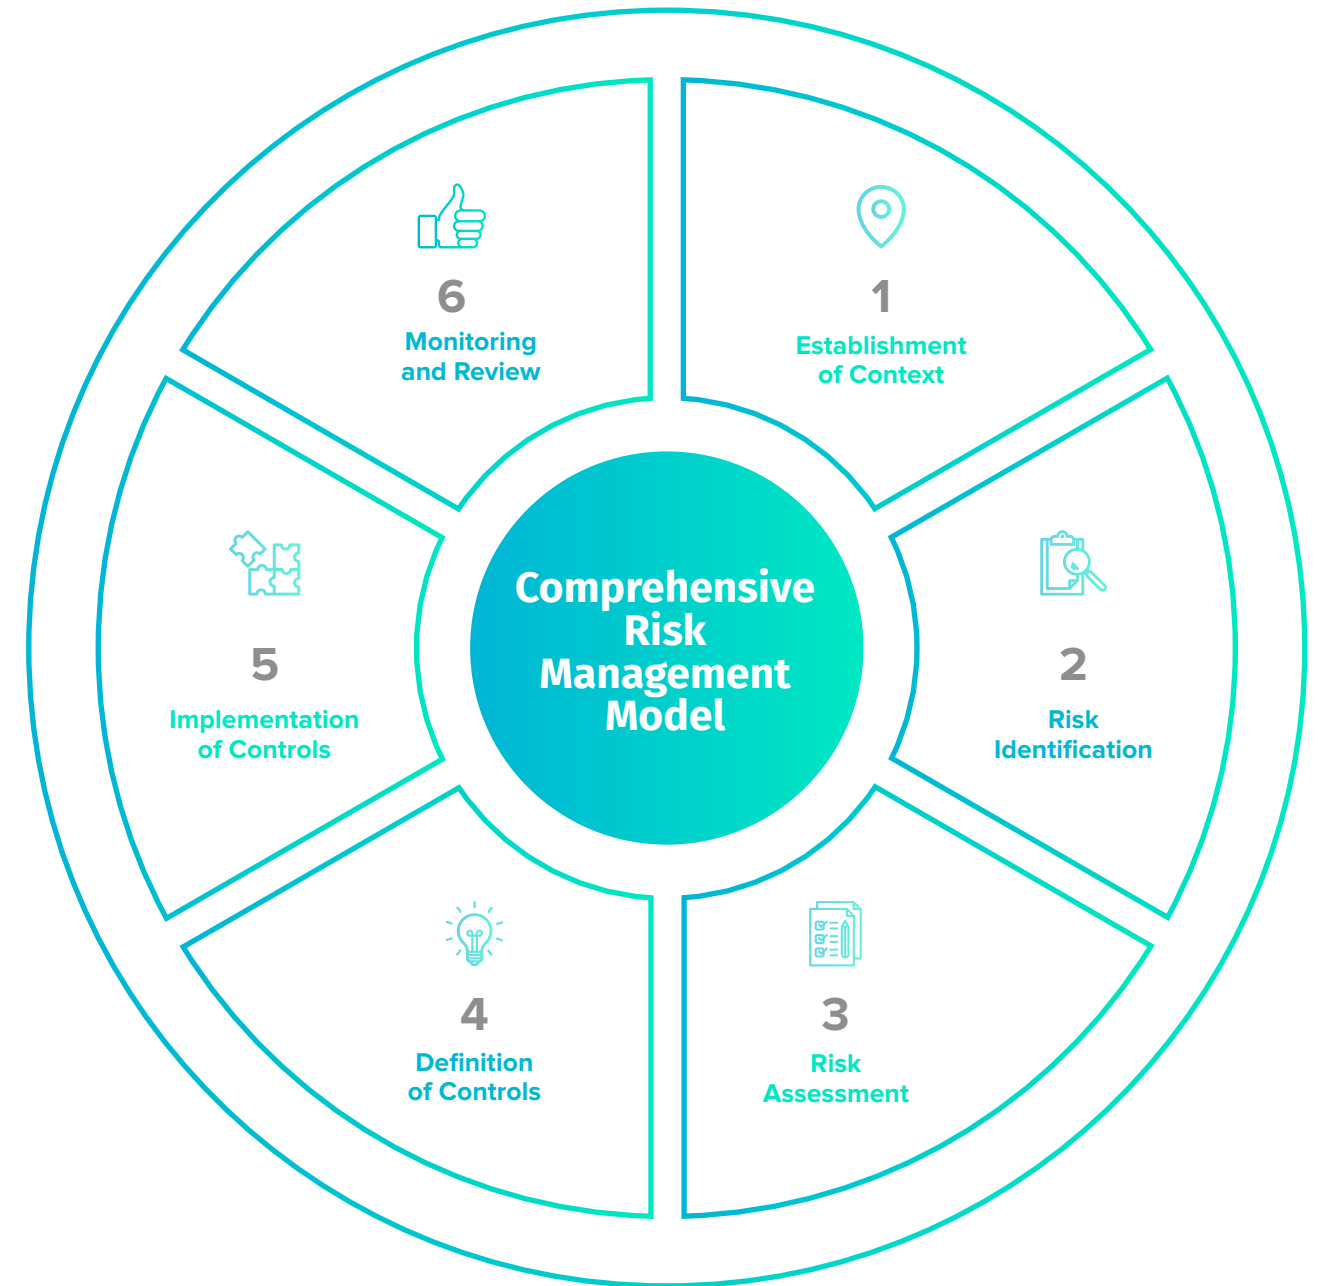 Comprehensive
Risk
Management
Model
1
Establishment
of Context
2
Risk
Identification
3
Risk
Assessment
4
Definition
of Controls
5
Implementation
of Controls
6
Monitoring
and Review